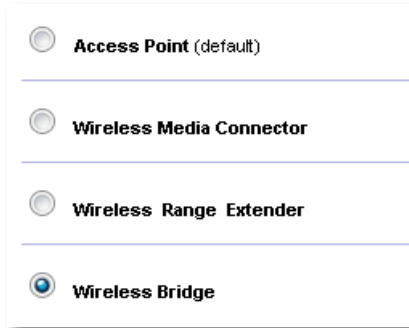 Access Point (default)
Wireless Media Connector
Wireless Range Extender
Wireless Bridge